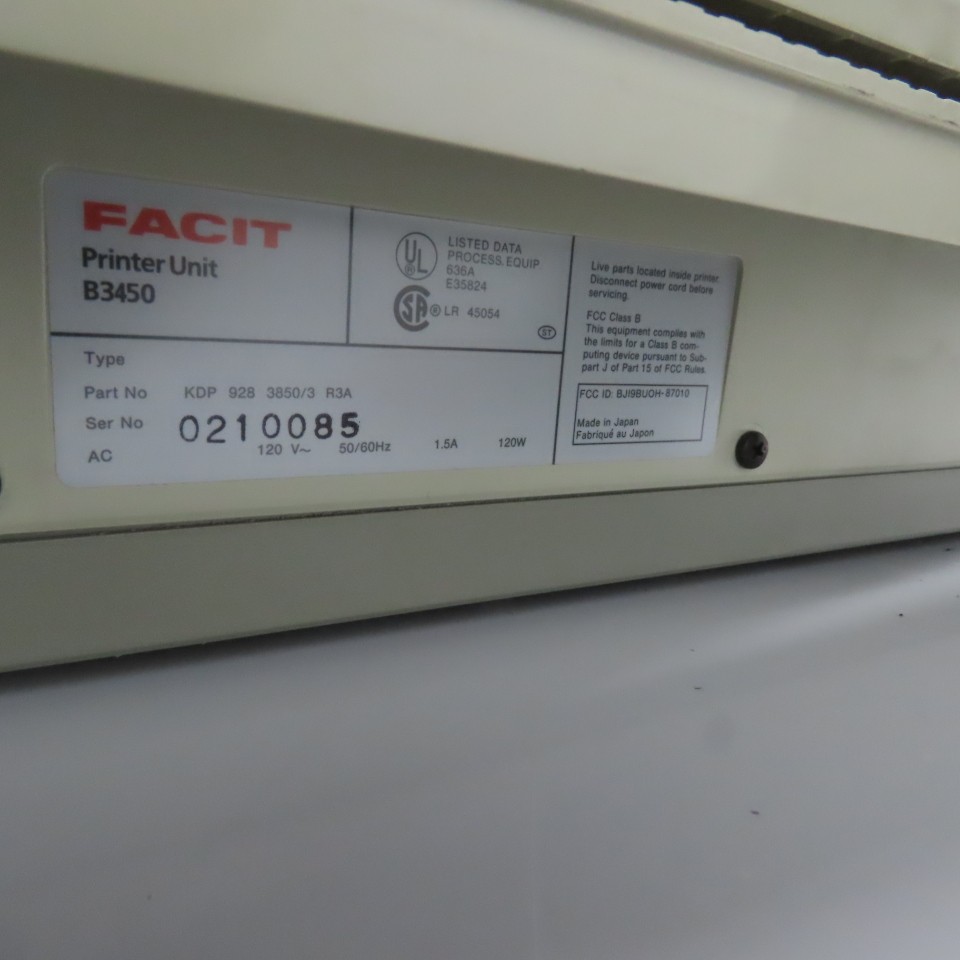 FACIT
Printer Unit
B3450
UL
®
LISTED DATA
PROCESS. EQUIP
636A
E35824
SA ® LR 45054
ST
Type
Part No KDP 928 3850/3 R3A
Ser No 0210085
AC 120 V~ 50/60Hz 1.5A 120W
Live parts located inside printer.
Disconnect power cord before
servicing.
FCC Class B
This equipment complies with
the limits for a Class B com-
puting device pursuant to Sub-
part J of Part 15 of FCC Rules.
FCC ID: BJI9BUOH-87010
Made in Japan
Fabriqué au Japon